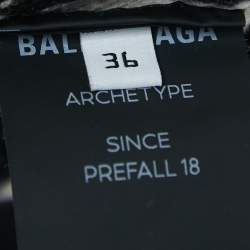 BAL AGA
36
ARCHETYPE
SINCE
PREFALL 18